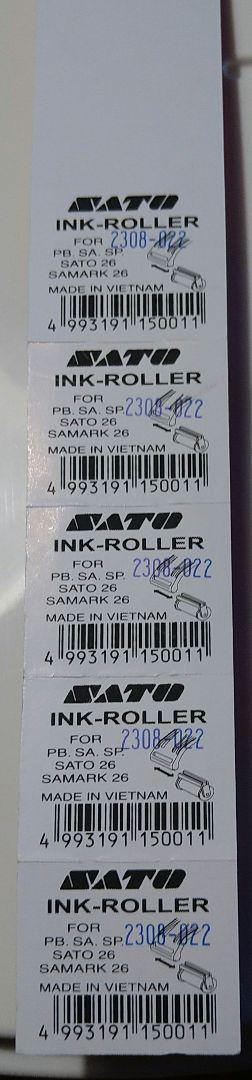 SATO
INK-ROLLER
FOR 2308-022
PB. SA. SP.
SATO 26
SAMARK 26
MADE IN VIETNAM
4 993191 150011
SATO
INK-ROLLER
FOR
PB. SA. SP. 2308-022
SATO 26
SAMARK 26
MADE IN VIETNAM
4 993191 150011
SATO
INK-ROLLER
FOR 2308-022
PB. SA. SP.
SATO 26
SAMARK 26
MADE IN VIETNAM
4 993191 150011
SATO
INK-ROLLER
FOR 2308-022
PB. SA. SP.
SATO 26
SAMARK 26
MADE IN VIETNAM
4 993191 150011
SATO
INK-ROLLER
FOR 2308-022
PB. SA. SP.
SATO 26
SAMARK 26
MADE IN VIETNAM
4 993191 150011